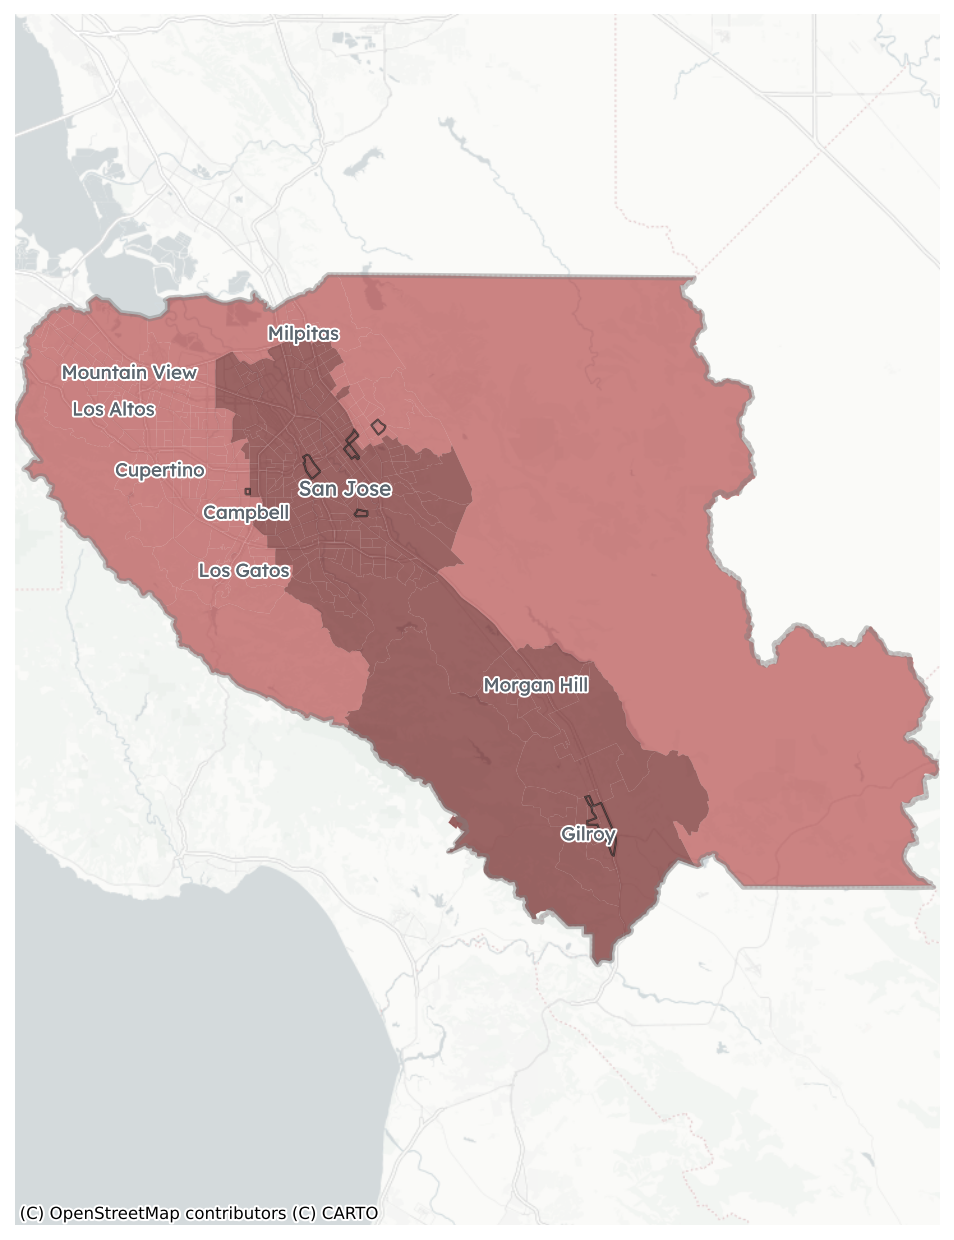 Milpitas
Mountain View
Los Altos
Cupertino
San Jose
Campbell
Los Gatos
Morgan Hill
Gilroy
(C) OpenStreetMap contributors (C) CARTO